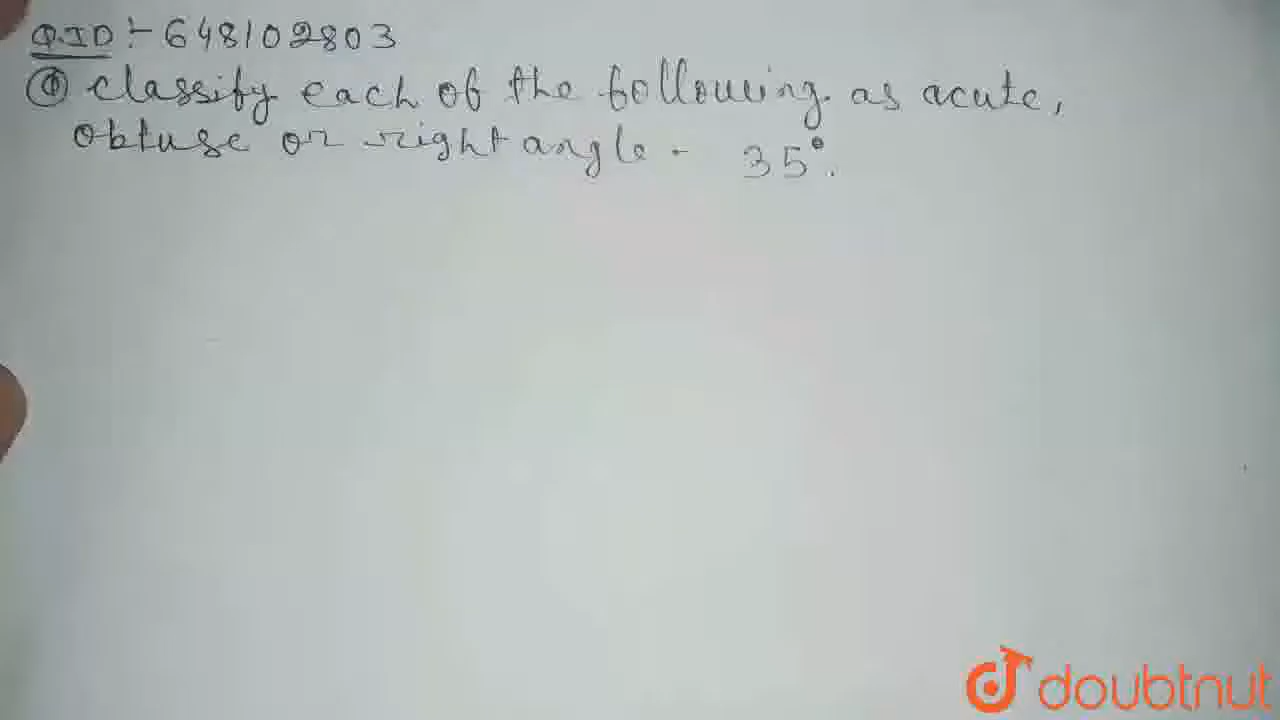 Q.ID :- 648102803
Q classify each of the following as acute,
obtuse or right angle - 35°.
doubtnut